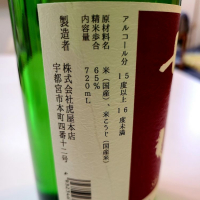 アルコール分 15度以上16度未満
原材料名 米(国産)、米こうじ(国産米)
精米歩合 65%
内容量 720mL
製造者 株式会社虎屋本店
宇都宮市本町四番十二号